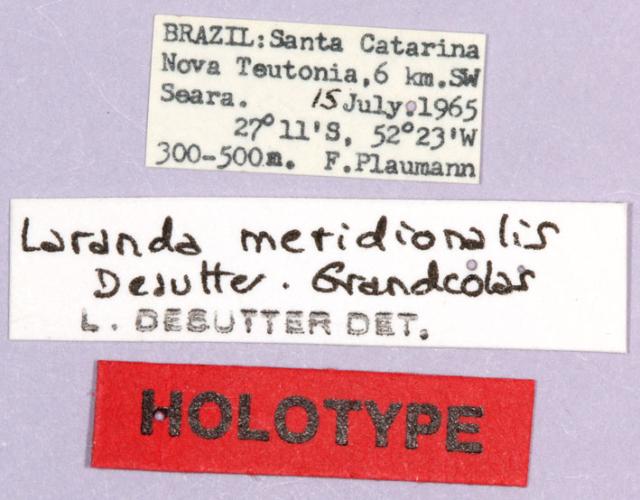 BRAZIL:Santa Catarina
Nova Teutonia,6 km.SW
Seara. 15 July.1965
27°11'S, 52°23'W
300-500m. F.Plaumann
Laranda meridionalis
Desutter. Grandcolas
L. DESUTTER DET.
HOLOTYPE